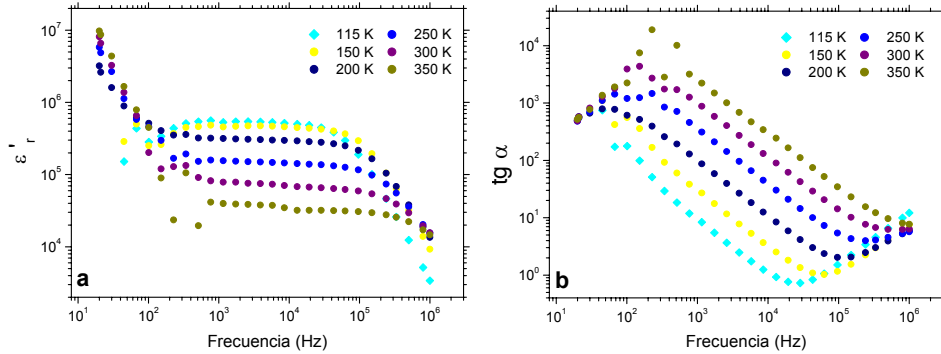 10^7
10^6
10^5
10^4
ε'_r
115 K
150 K
200 K
250 K
300 K
350 K
a
10^1 10^2 10^3 10^4 10^5 10^6
Frecuencia (Hz)
10^4
10^3
10^2
10^1
10^0
tg α
115 K
150 K
200 K
250 K
300 K
350 K
b
10^1 10^2 10^3 10^4 10^5 10^6
Frecuencia (Hz)